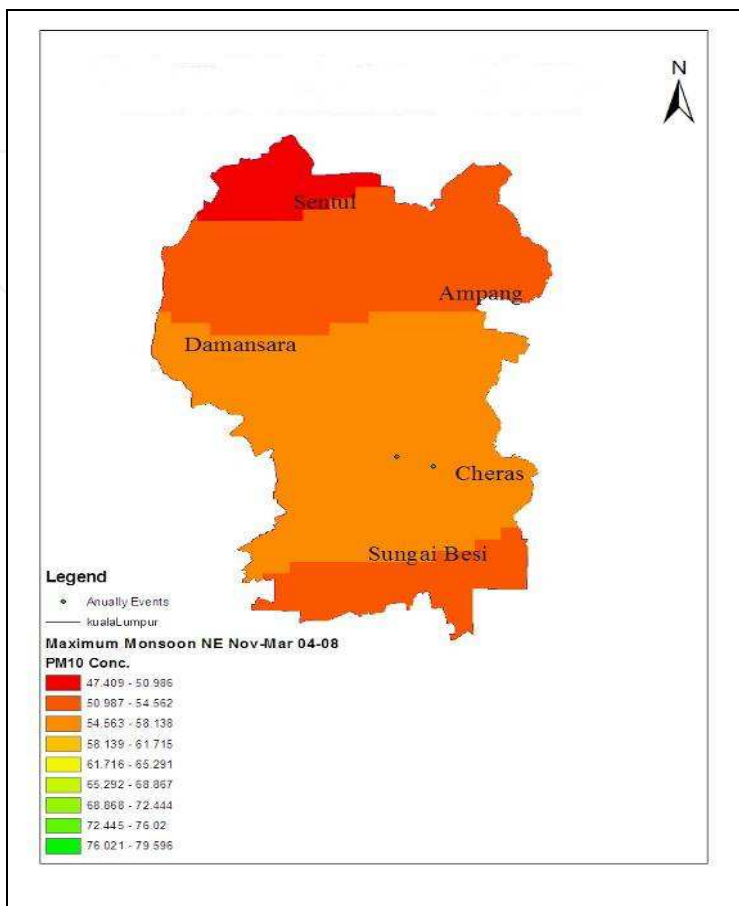 N
Sentul
Ampang
Damansara
Cheras
Sungai Besi
Legend
Anually Events
kualaLumpur
Maximum Monsoon NE Nov-Mar 04-08
PM10 Conc.
47.409 - 50.986
50.987 - 54.562
54.563 - 58.138
58.139 - 61.715
61.716 - 65.291
65.292 - 68.867
68.868 - 72.444
72.445 - 76.02
76.021 - 79.596